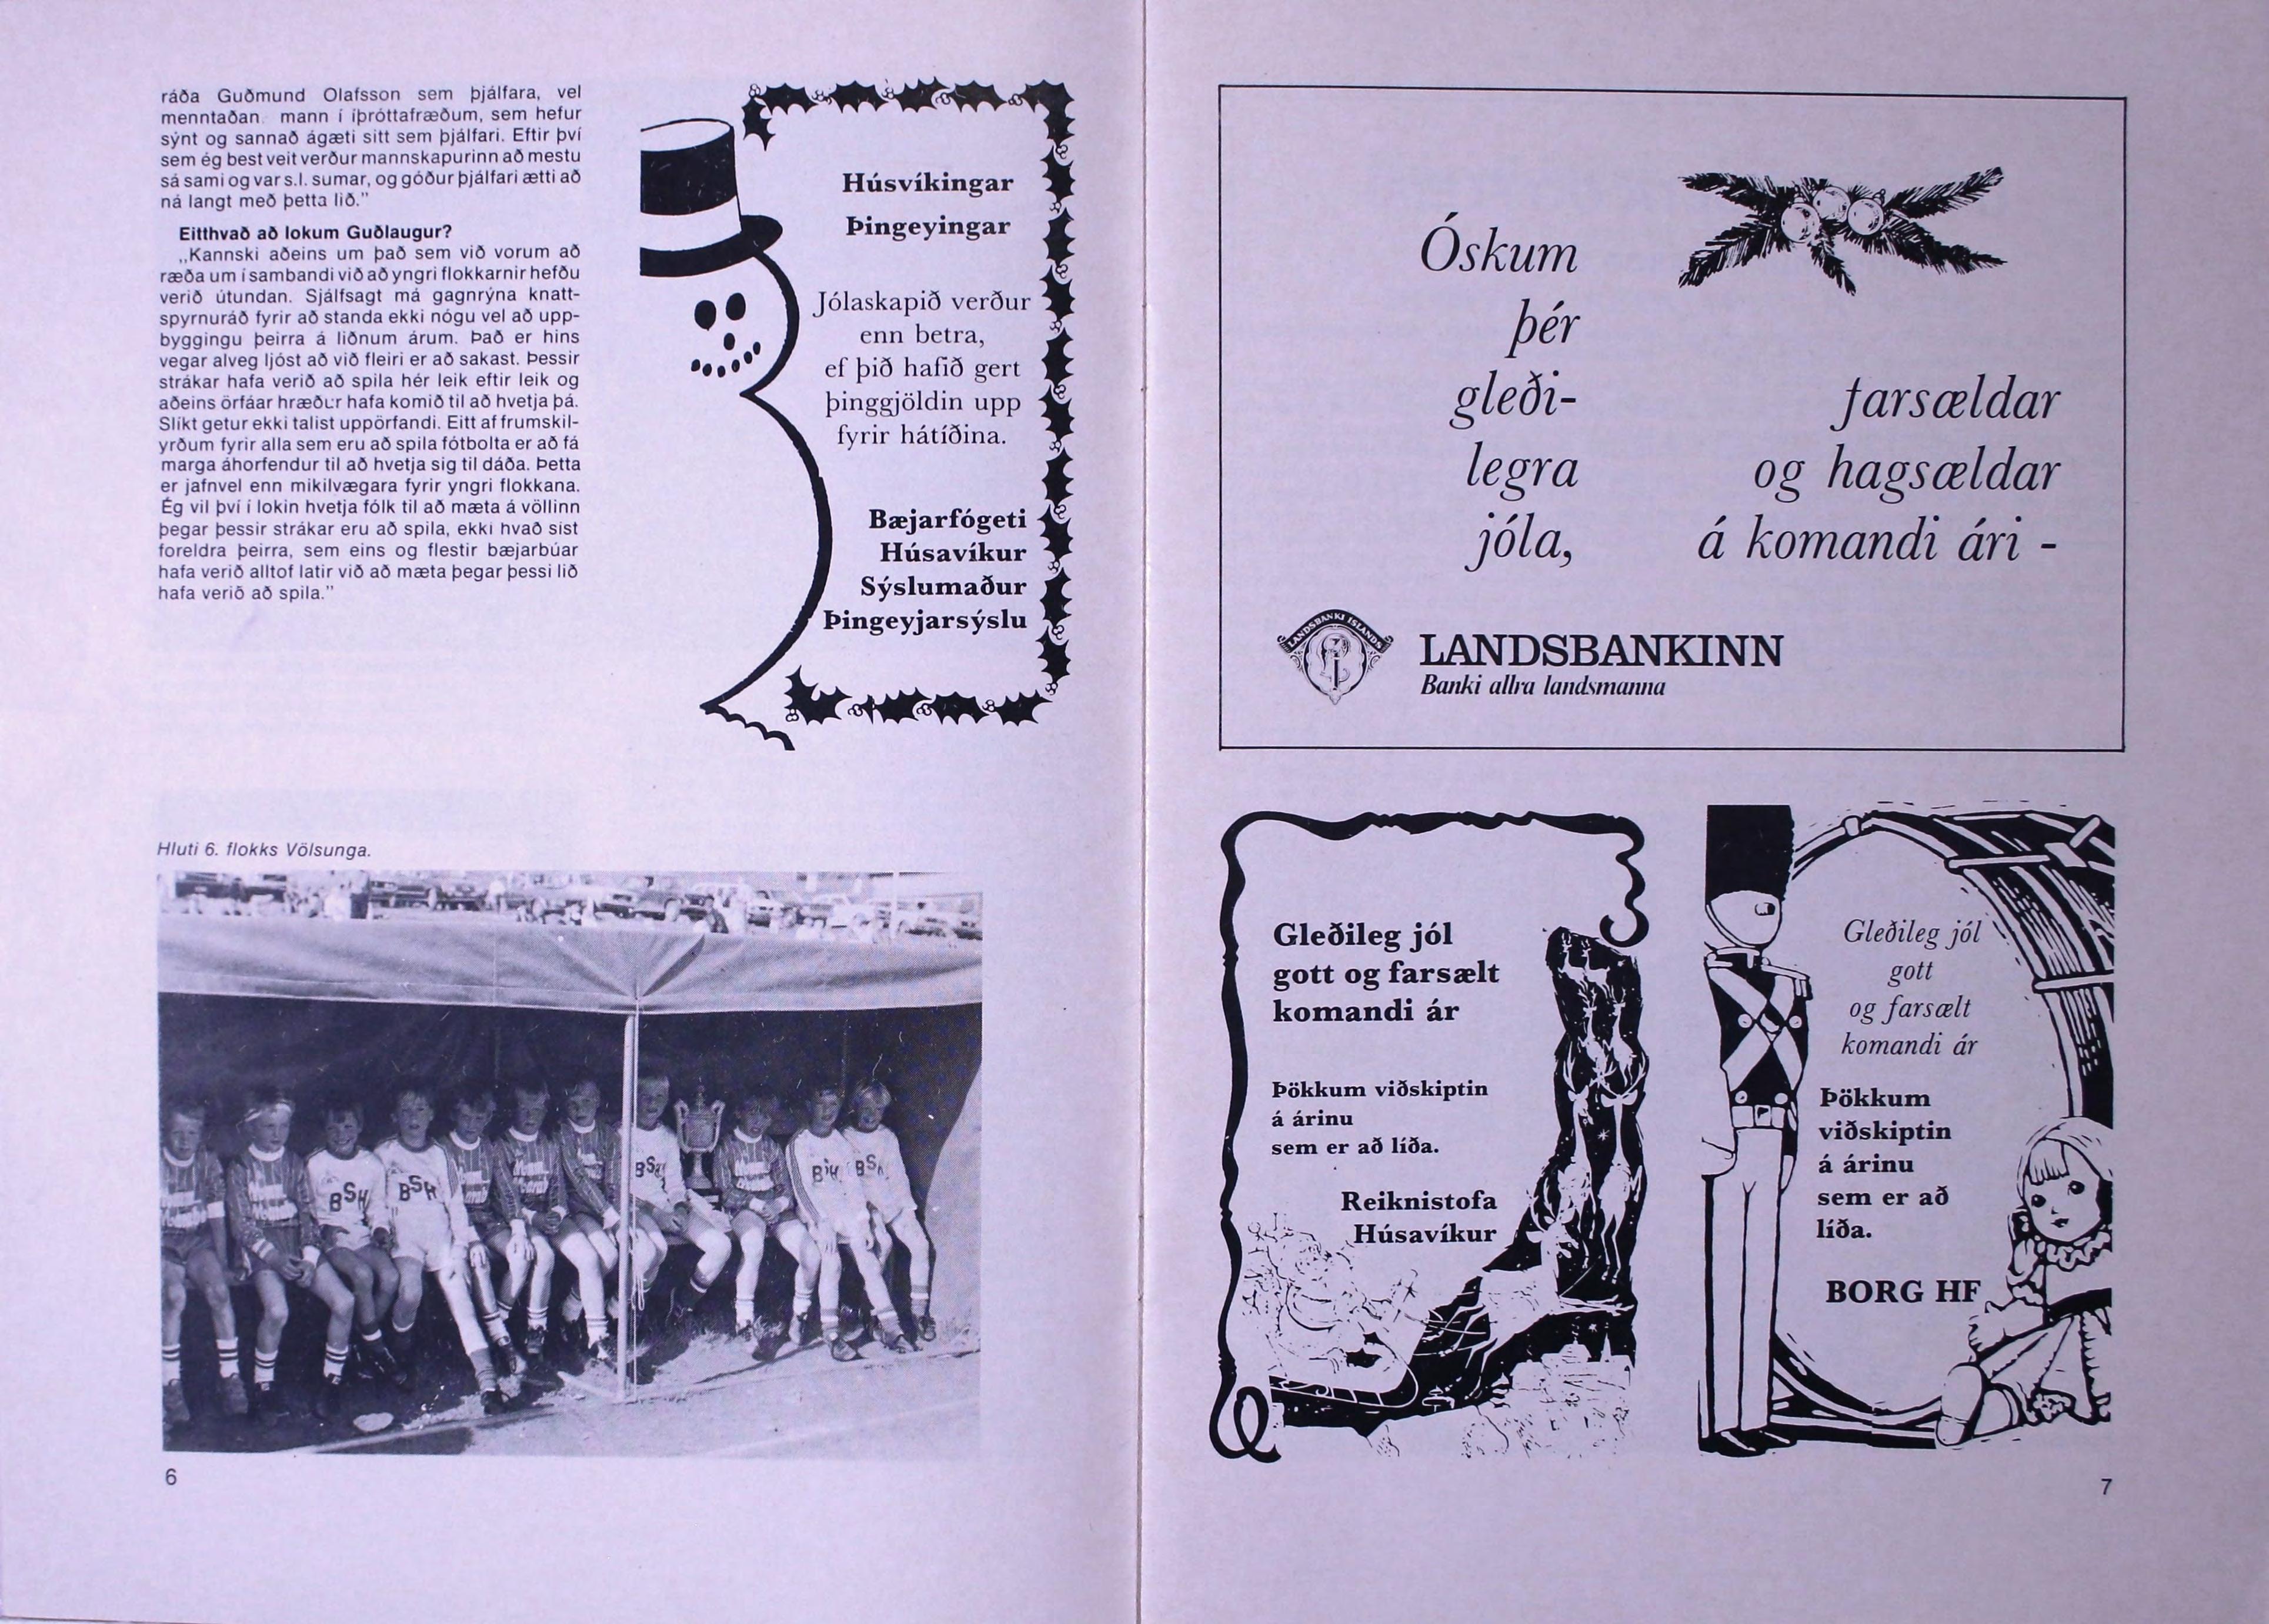 ráða Guðmund Olafsson sem þjálfara, vel
menntaðan mann í íþróttafræðum, sem hefur
sýnt og sannað ágæti sitt sem þjálfari. Eftir því
sem ég best veit verður mannskapurinn að mestu
sá sami og var s.l. sumar, og góður þjálfari ætti að
ná langt með þetta lið."
Eitthvað að lokum Guðlaugur?
„Kannski aðeins um það sem við vorum að
ræða um í sambandi við að yngri flokkarnir hefðu
verið útundan. Sjálfsagt má gagnrýna knatt-
spyrnuráð fyrir að standa ekki nógu vel að upp-
byggingu þeirra á liðnum árum. Það er hins
vegar alveg ljóst að við fleiri er að sakast. Þessir
strákar hafa verið að spila hér leik eftir leik og
aðeins örfáar hræður hafa komið til að hvetja þá.
Slíkt getur ekki talist uppörfandi. Eitt af frumskil-
yrðum fyrir alla sem eru að spila fótbolta er að fá
marga áhorfendur til að hvetja sig til dáða. Þetta
er jafnvel enn mikilvægara fyrir yngri flokkana.
Ég vil því í lokin hvetja fólk til að mæta á völlinn
þegar þessir strákar eru að spila, ekki hvað síst
foreldra þeirra, sem eins og flestir bæjarbúar
hafa verið alltof latir við að mæta þegar þessi lið
hafa verið að spila."
Húsvíkingar
Þingeyingar
Jólaskapið verður
enn betra,
ef þið hafið gert
þinggjöldin upp
fyrir hátíðina.
Bæjarfógeti
Húsavíkur
Sýslumaður
Þingeyjarsýslu
Hluti 6. flokks Völsunga.
BSH
BSH
BSH
BSH
BSH
6
Óskum
þér
gleði-
legra
jóla,
farsældar
og hagsældar
á komandi ári -
LANDSBANKI ÍSLANDS
LANDSBANKINN
Banki allra landsmanna
Gleðileg jól
gott og farsælt
komandi ár
Þökkum viðskiptin
á árinu
sem er að líða.
Reiknistofa
Húsavíkur
Gleðileg jól
gott
og farsælt
komandi ár
Þökkum
viðskiptin
á árinu
sem er að
líða.
BORG HF
7